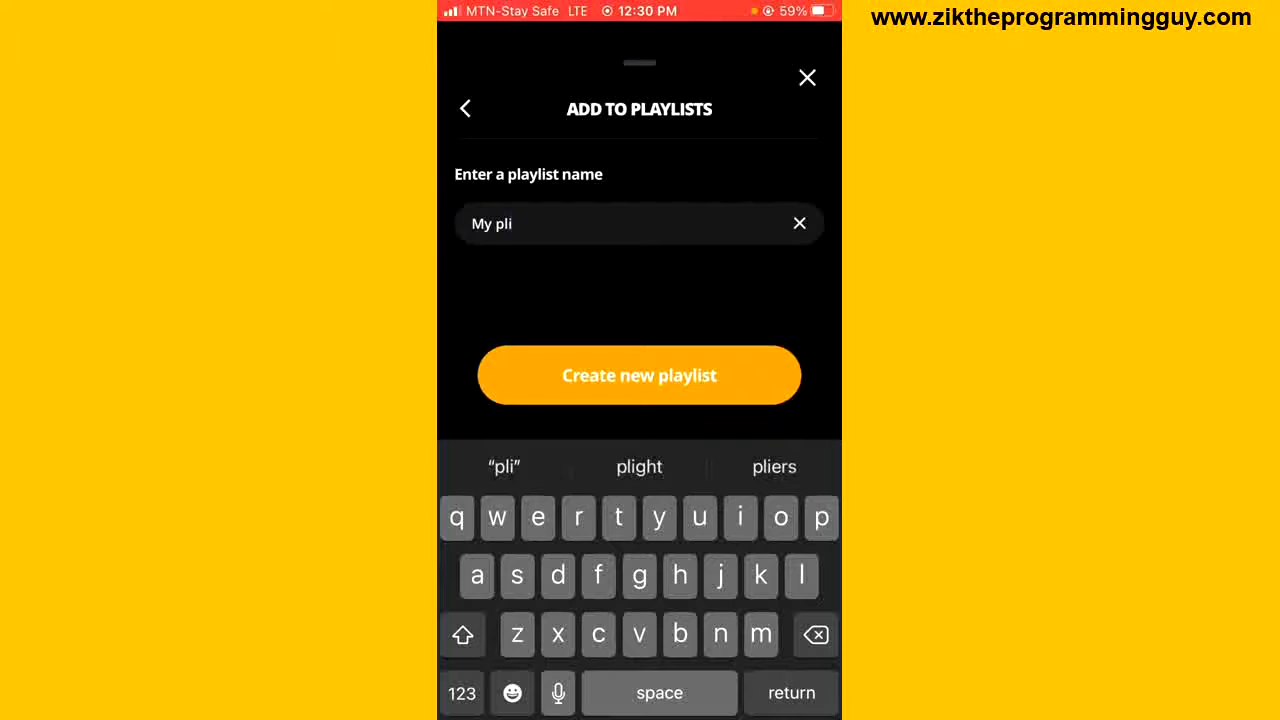 MTN-Stay Safe LTE 12:30 PM 59%
www.ziktheprogrammingguy.com
ADD TO PLAYLISTS
Enter a playlist name
My pli
Create new playlist
“pli” plight pliers
q w e r t y u i o p
a s d f g h j k l
z x c v b n m
123 space return